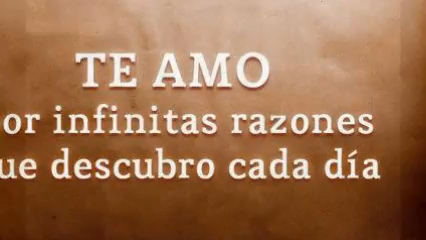 TE AMO
or infinitas razones
ue descubro cada día